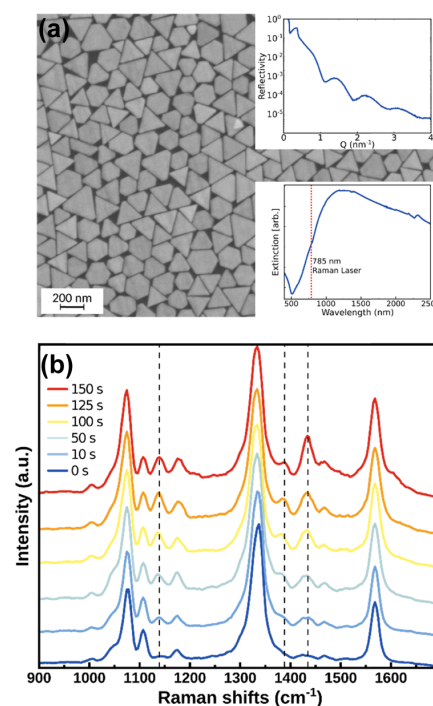 (a)
10⁰
10⁻¹
10⁻²
10⁻³
10⁻⁴
10⁻⁵
Reflectivity
0 1 2 3 4
Q (nm⁻¹)
Extinction [arb.]
785 nm
Raman Laser
500 1000 1500 2000 2500
Wavelength (nm)
200 nm
(b)
150 s
125 s
100 s
50 s
10 s
0 s
Intensity (a.u.)
900 1000 1100 1200 1300 1400 1500 1600
Raman shifts (cm⁻¹)